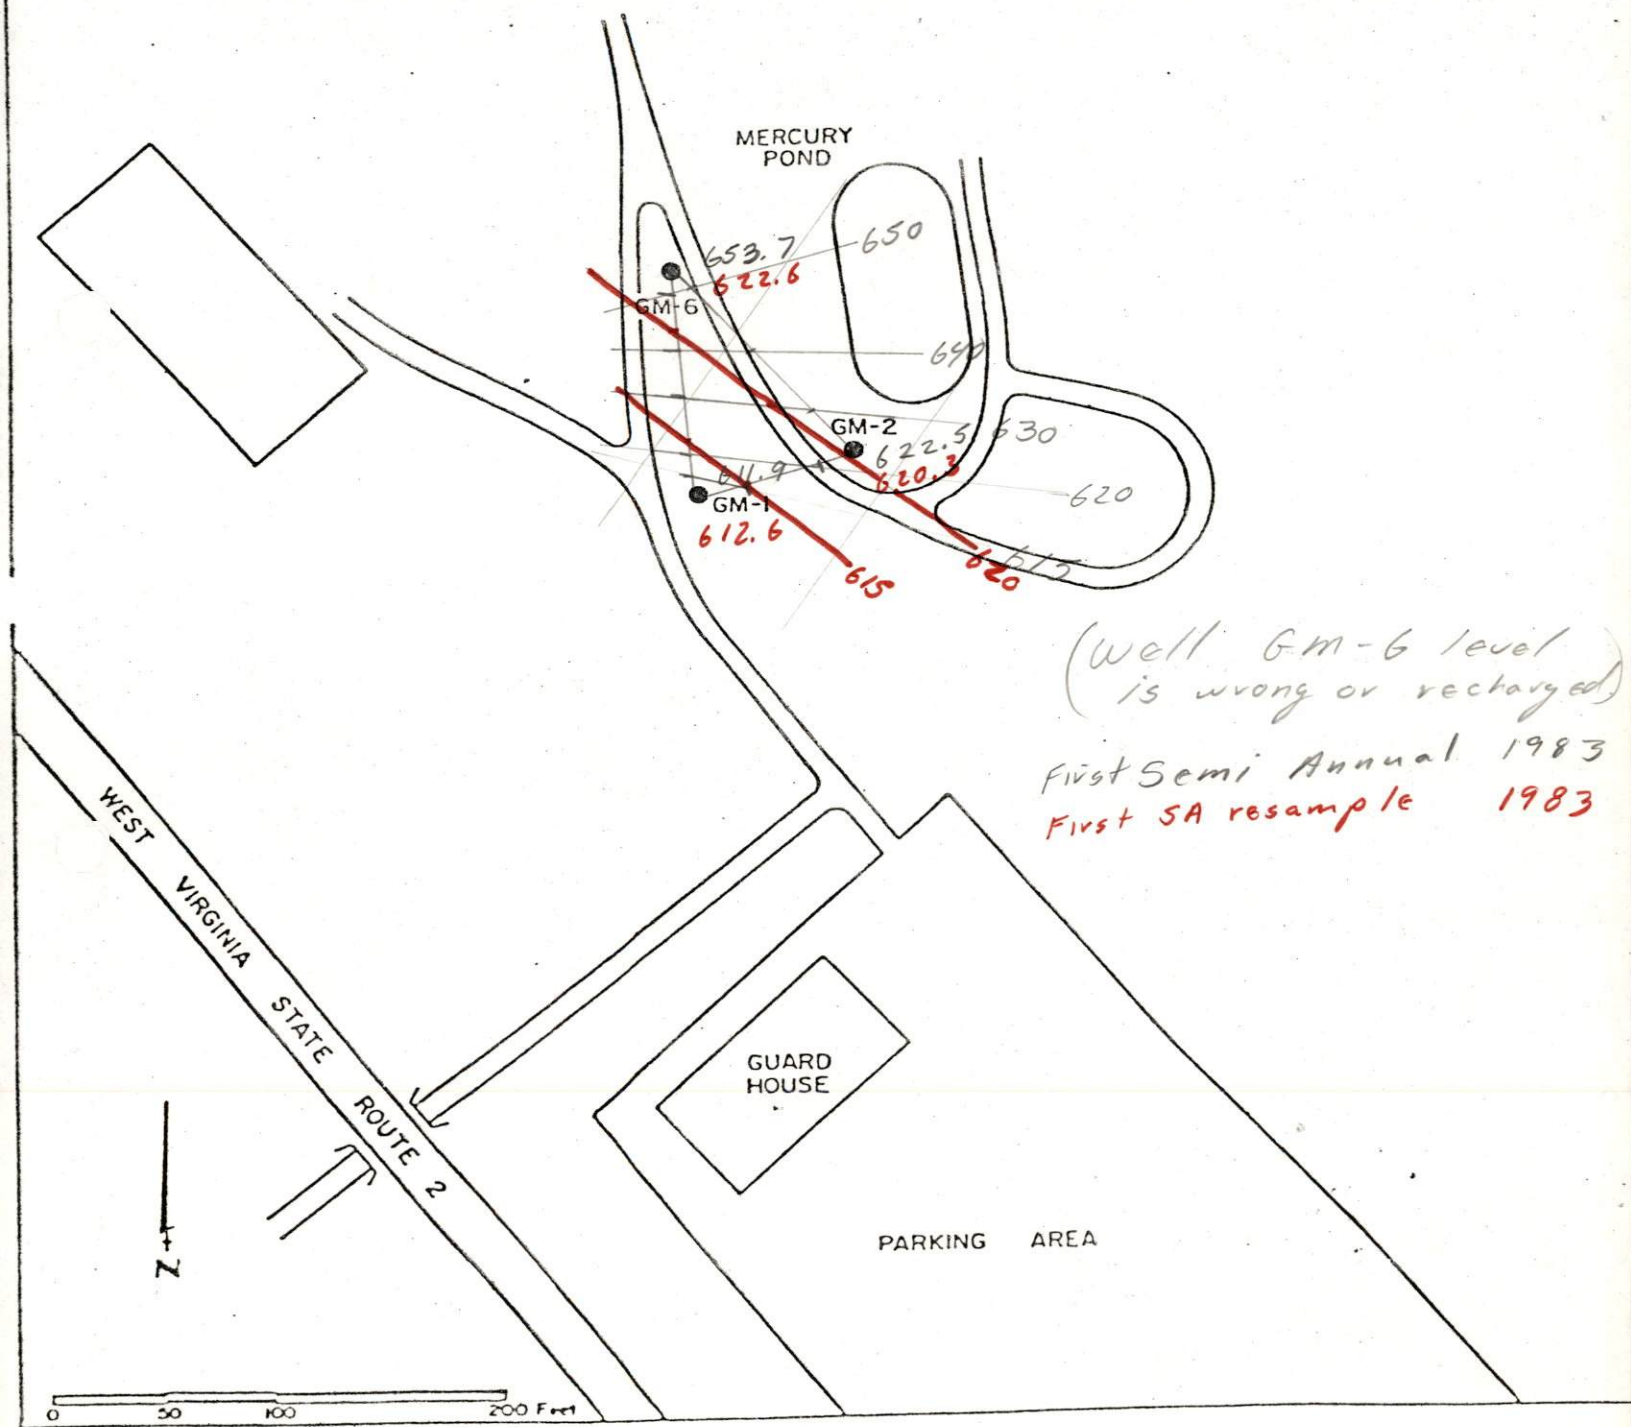 MERCURY
POND
653.7
650
622.6
GM-6
640
GM-2
630
622.5
620.3
611.9
620
GM-1
612.6
615
620
(Well GM-6 level
is wrong or recharged)
First Semi Annual 1983
First SA resample 1983
WEST VIRGINIA STATE ROUTE 2
GUARD
HOUSE
PARKING AREA
N
0 50 100 200 Feet